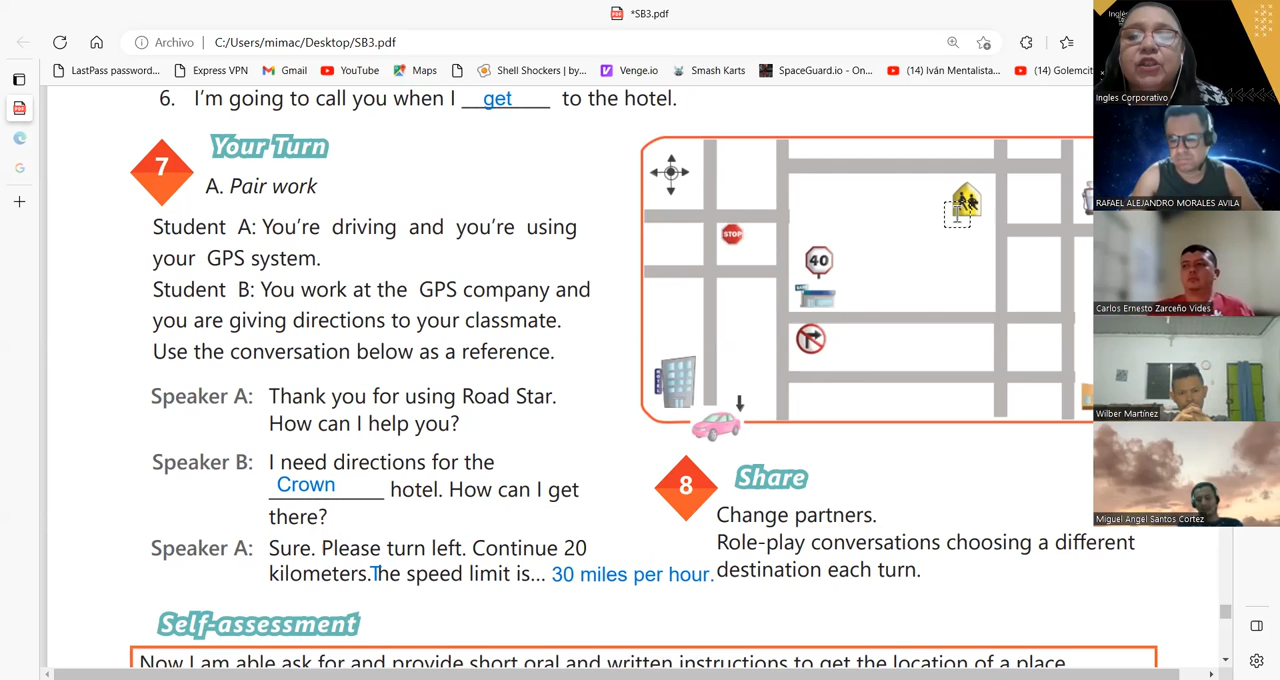 *SB3.pdf
Archivo
C:/Users/mimac/Desktop/SB3.pdf
LastPass password...
Express VPN
Gmail
YouTube
Maps
Shell Shockers | by...
Venge.io
Smash Karts
SpaceGuard.io - On...
(14) Iván Mentalista...
(14) Golemcit
6. I'm going to call you when I get to the hotel.
7
Your Turn
A. Pair work
Student A: You're driving and you're using
your GPS system.
Student B: You work at the GPS company and
you are giving directions to your classmate.
Use the conversation below as a reference.
Speaker A: Thank you for using Road Star.
How can I help you?
Speaker B: I need directions for the
Crown hotel. How can I get
there?
Speaker A: Sure. Please turn left. Continue 20
kilometers. The speed limit is... 30 miles per hour.
STOP
40
8
Share
Change partners.
Role-play conversations choosing a different
destination each turn.
Self-assessment
Now I am able ask for and provide short oral and written instructions to get the location of a place
Ingles Corporativo
RAFAEL ALEJANDRO MORALES AVILA
Carlos Ernesto Zarceño Vides
Wilber Martínez
Miguel Angel Santos Cortez